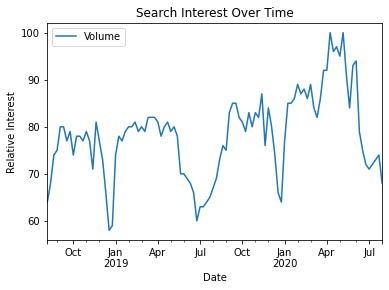 Search Interest Over Time
Volume
Relative Interest
100
90
80
70
60
Oct Jan Apr Jul Oct Jan Apr Jul
2019 2020
Date